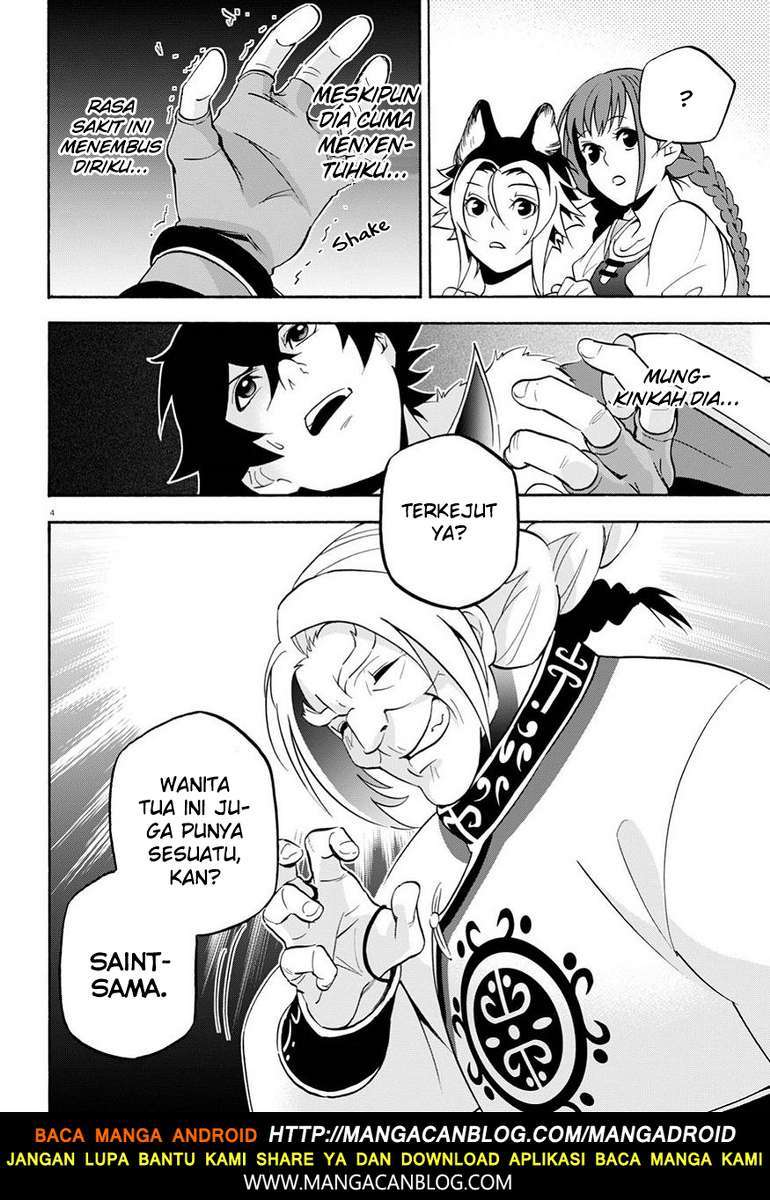 ?
MESKIPUN
DIA CUMA
MENYEN-
TUHKU...
RASA
SAKIT INI
MENEMBUS
DIRIKU...
Shake
MUNG-
KINKAH DIA...
4
TERKEJUT
YA?
WANITA
TUA INI JU-
GA PUNYA
SESUATU,
KAN?
SAINT-
SAMA.
BACA MANGA ANDROID HTTP://MANGACANBLOG.COM/MANGADROID
JANGAN LUPA BANTU KAMI SHARE YA DAN DOWNLOAD APLIKASI BACA MANGA KAMI
WWW.MANGACANBLOG.COM